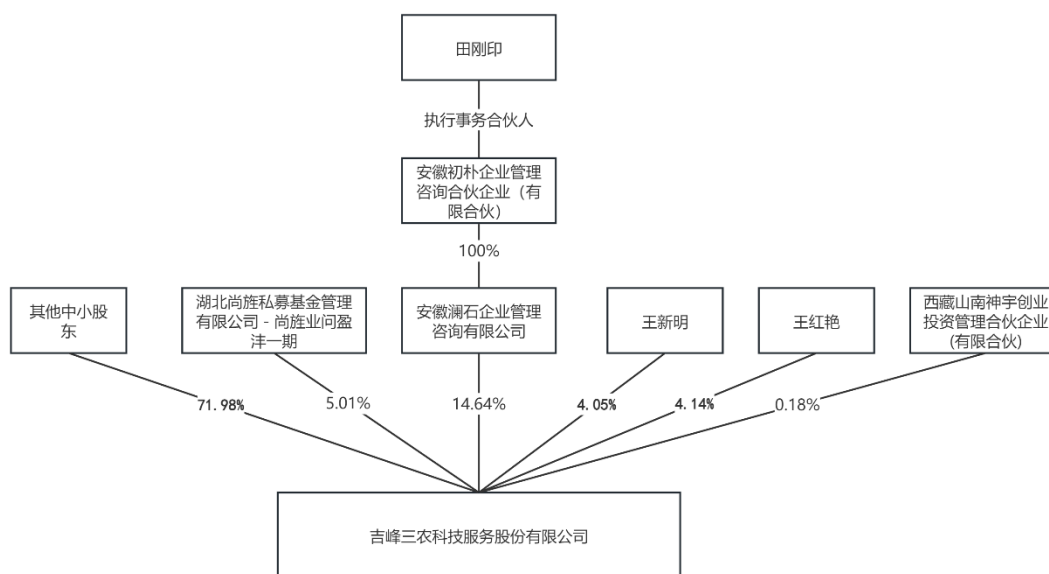 田刚印
执行事务合伙人
安徽初朴企业管理
咨询合伙企业（有
限合伙）
100%
其他中小股
东
湖北尚旌私募基金管理
有限公司 - 尚旌业问盈
沣一期
安徽澜石企业管理
咨询有限公司
王新明
王红艳
西藏山南神宇创业
投资管理合伙企业
(有限合伙)
71.98%
5.01%
14.64%
4.05%
4.14%
0.18%
吉峰三农科技服务股份有限公司